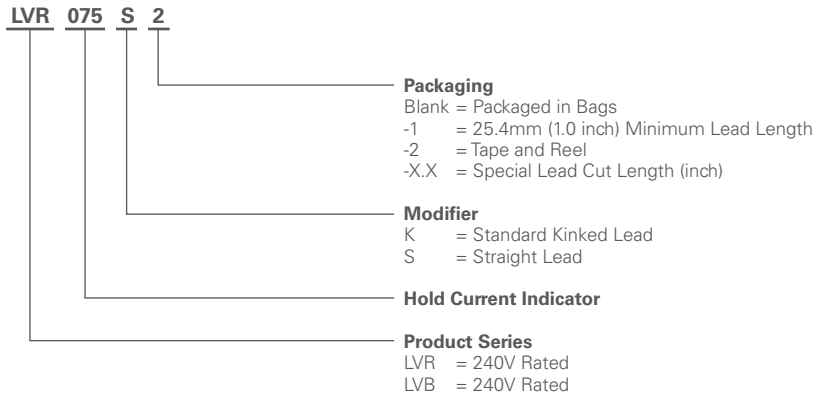 LVR 075 S 2
Packaging
Blank = Packaged in Bags
-1 = 25.4mm (1.0 inch) Minimum Lead Length
-2 = Tape and Reel
-X.X = Special Lead Cut Length (inch)
Modifier
K = Standard Kinked Lead
S = Straight Lead
Hold Current Indicator
Product Series
LVR = 240V Rated
LVB = 240V Rated